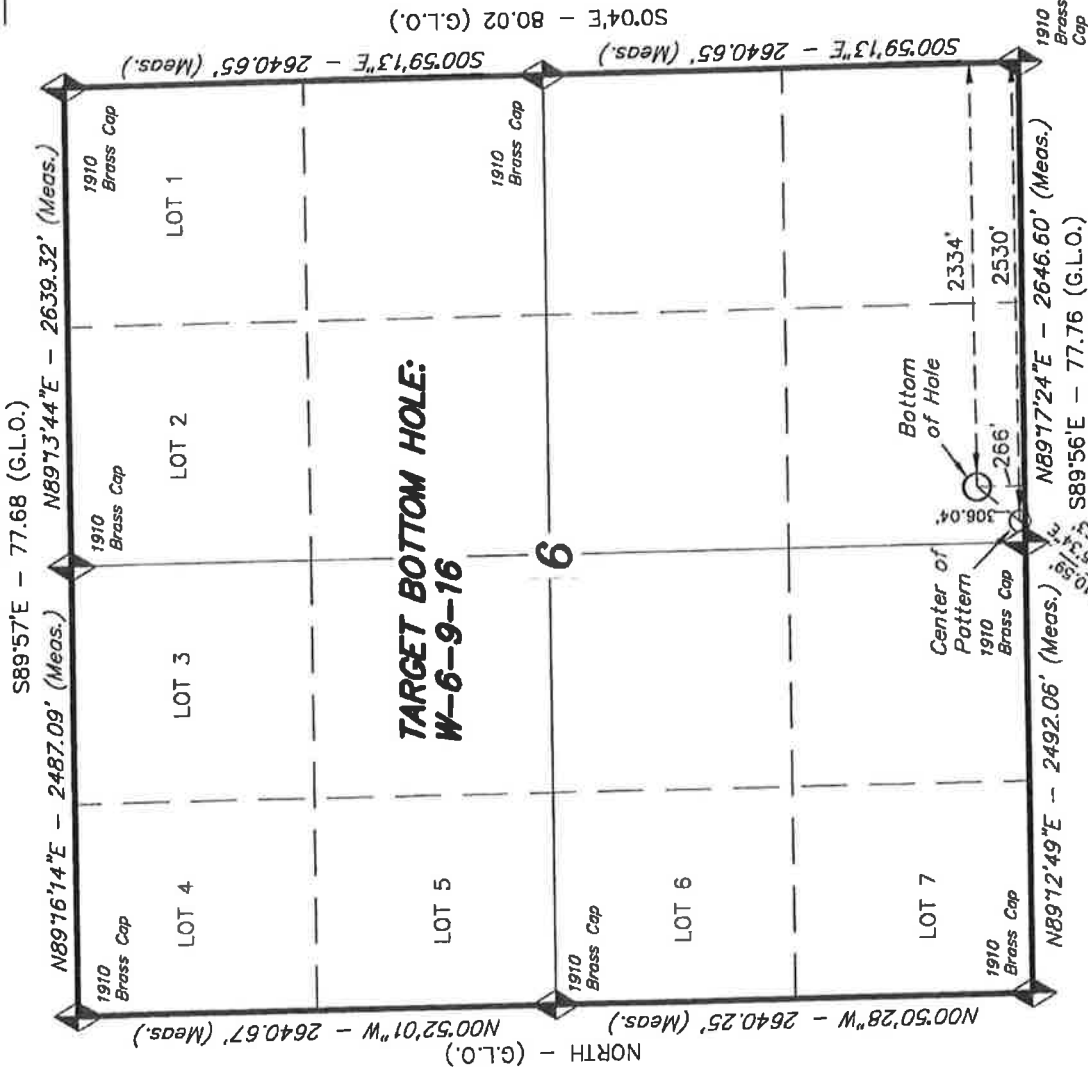 S89°57'E – 77.68 (G.L.O.)
N89°16'14"E – 2487.09' (Meas.)
N89°13'44"E – 2639.32' (Meas.)
1910
Brass Cap
1910
Brass Cap
1910
Brass Cap
LOT 4
LOT 3
LOT 2
LOT 1
NORTH – (G.L.O.)
N00°52'01"W – 2640.67' (Meas.)
S00°59'13"E – 2640.65' (Meas.)
S0°04'E – 80.02 (G.L.O.)
TARGET BOTTOM HOLE:
W–6–9–16
LOT 5
1910
Brass Cap
6
1910
Brass Cap
LOT 6
N00°50'28"W – 2640.25' (Meas.)
S00°59'13"E – 2640.65' (Meas.)
LOT 7
Bottom
of Hole
2334'
306.04'
266'
2530'
Center of
Pattern
1910
Brass Cap
1910
Brass Cap
1910
Brass
Cap
N89°12'49"E – 2492.06' (Meas.)
N89°17'24"E – 2646.60' (Meas.)
S89°56'E – 77.76 (G.L.O.)